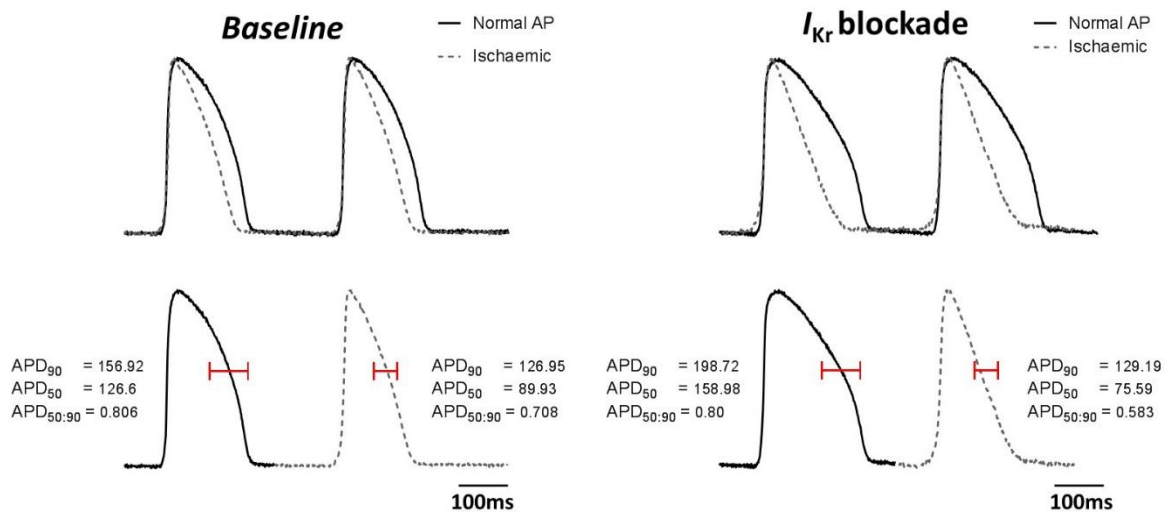 Baseline
Normal AP
Ischaemic
IKr blockade
Normal AP
Ischaemic
APD90 = 156.92
APD50 = 126.6
APD50:90 = 0.806
APD90 = 126.95
APD50 = 89.93
APD50:90 = 0.708
100ms
APD90 = 198.72
APD50 = 158.98
APD50:90 = 0.80
APD90 = 129.19
APD50 = 75.59
APD50:90 = 0.583
100ms